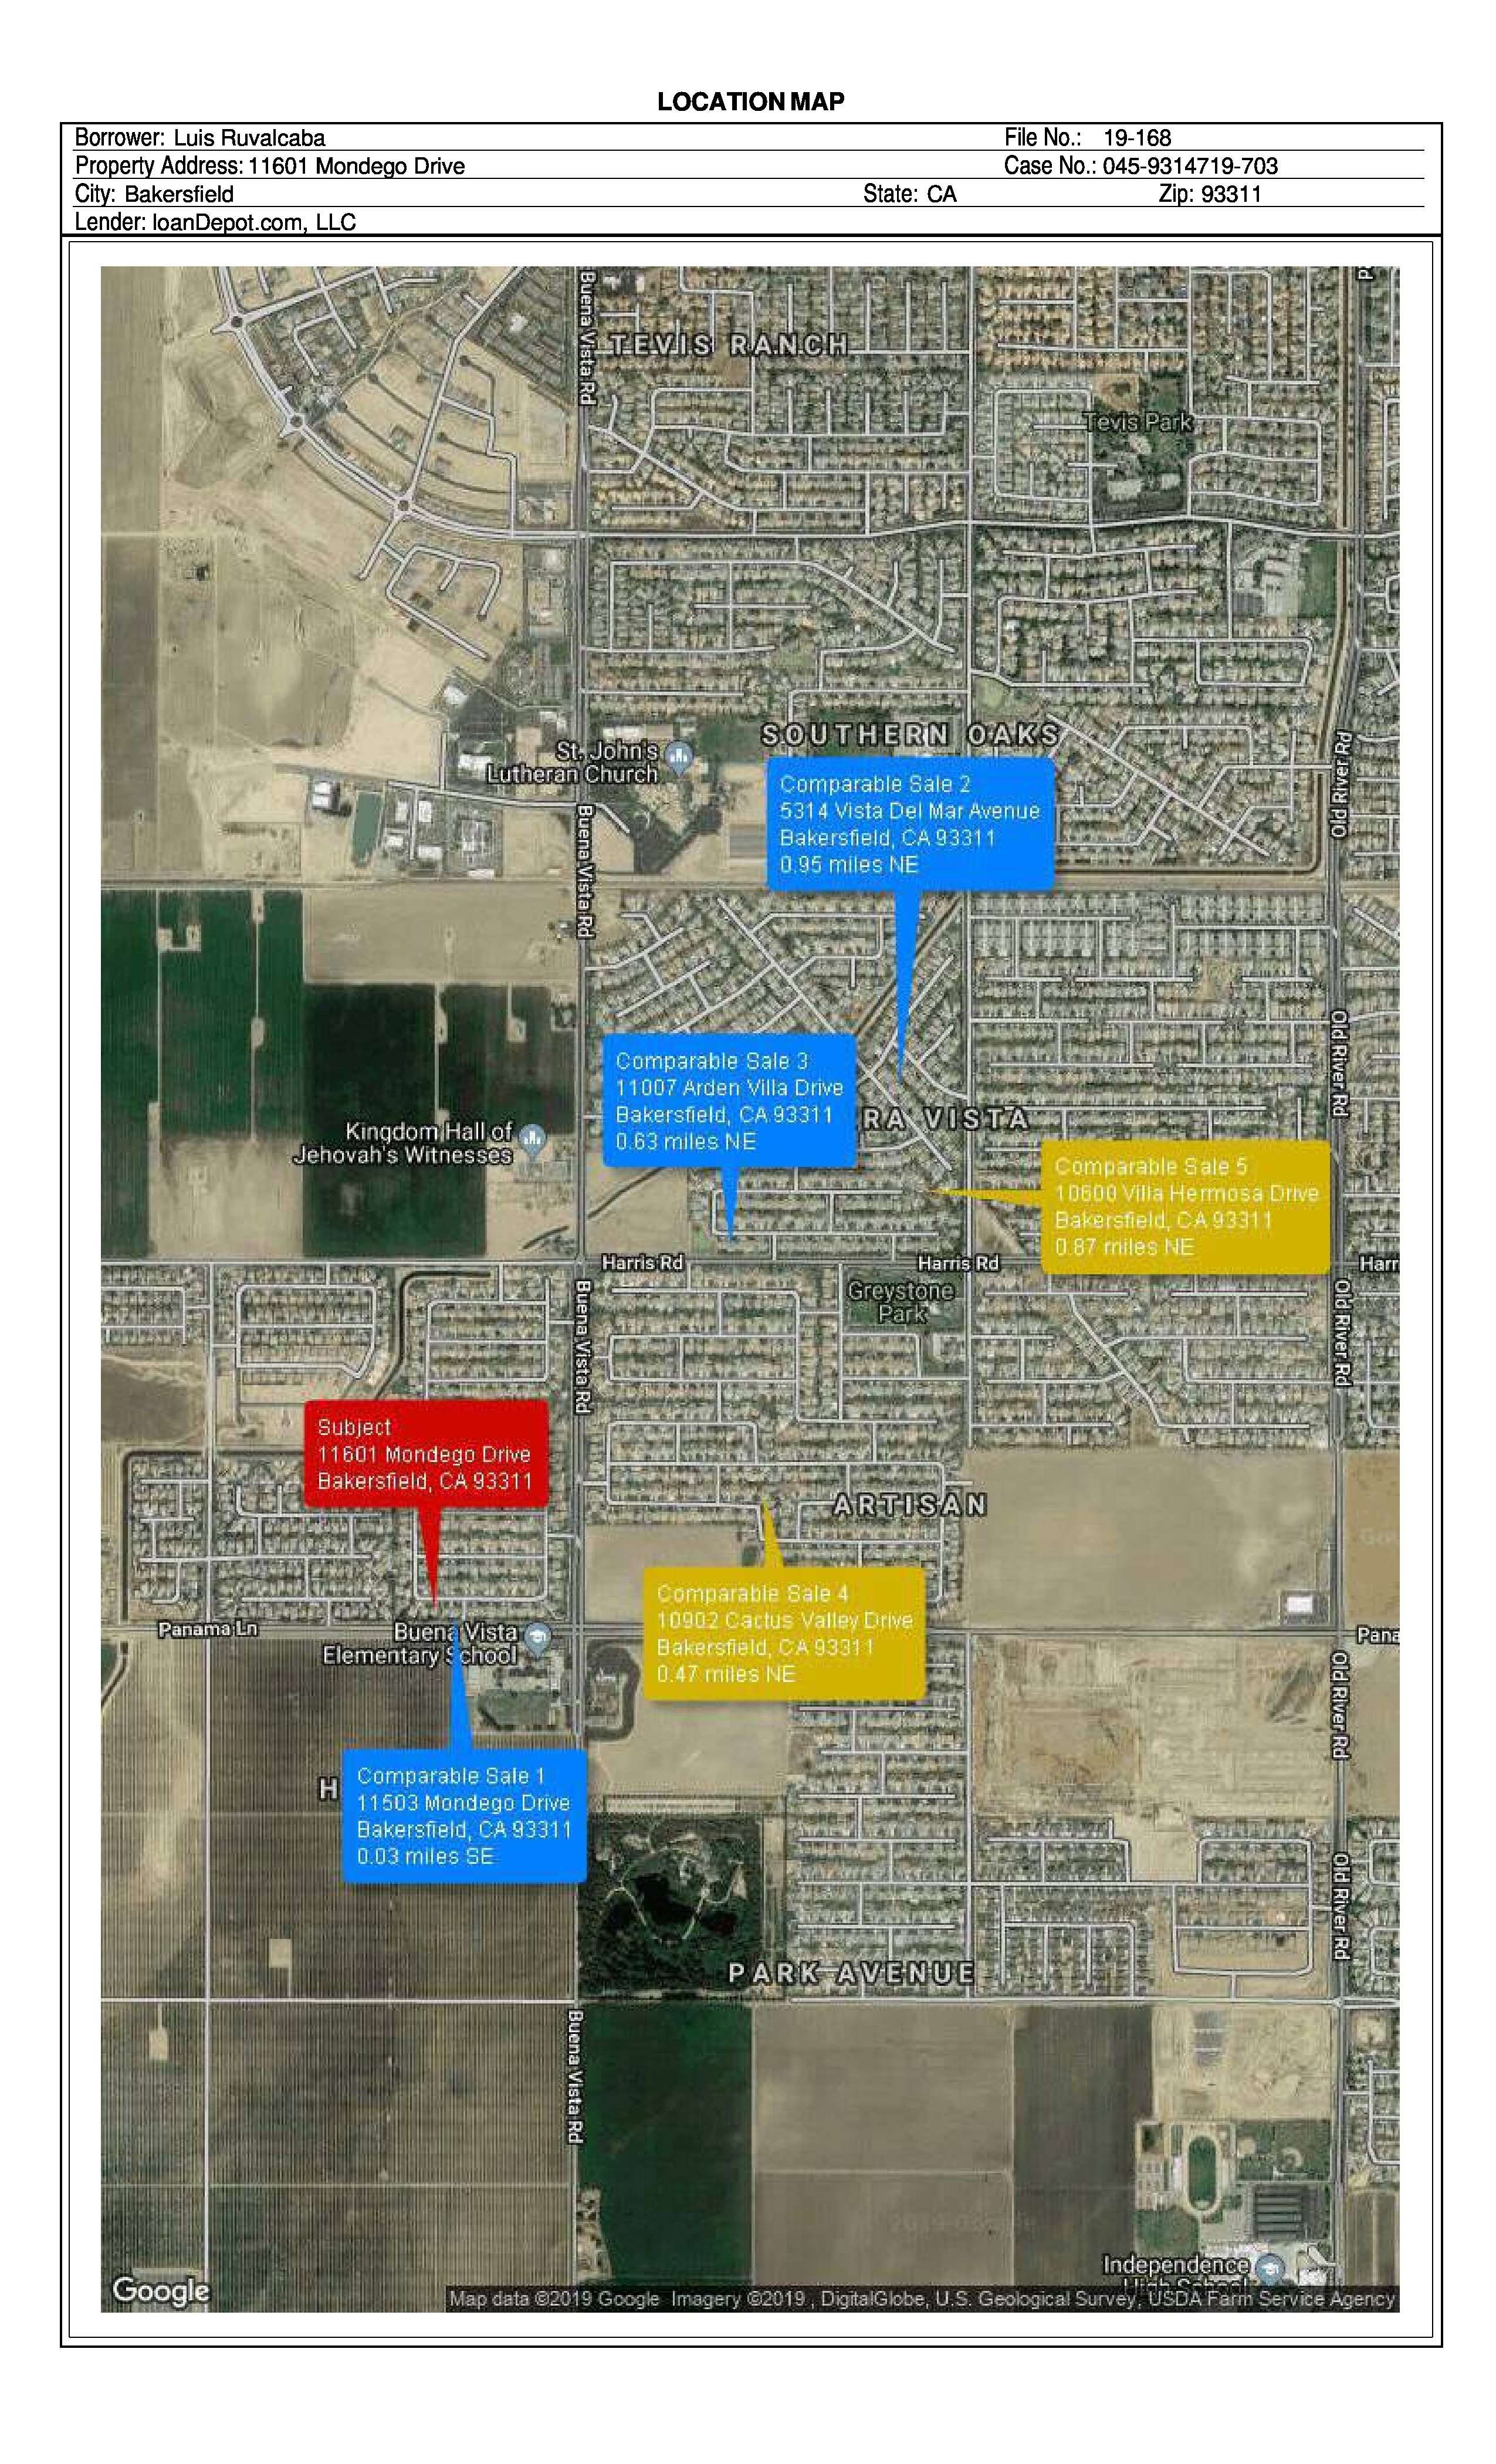 LOCATION MAP
Borrower: Luis Ruvalcaba File No.: 19-168
Property Address: 11601 Mondego Drive Case No.: 045-9314719-703
City: Bakersfield State: CA Zip: 93311
Lender: loanDepot.com, LLC
Buena Vista Rd
TEVIS RANCH
Tevis Park
SOUTHERN OAKS
St. John's
Lutheran Church
Old River Rd
Comparable Sale 2
5314 Vista Del Mar Avenue
Bakersfield, CA 93311
0.95 miles NE
Buena Vista Rd
Old River Rd
Comparable Sale 3
11007 Arden Villa Drive
Bakersfield, CA 93311
0.63 miles NE
RA VISTA
Kingdom Hall of
Jehovah's Witnesses
Comparable Sale 5
10600 Villa Hermosa Drive
Bakersfield, CA 93311
0.87 miles NE
Harris Rd
Harris Rd
Harr
Greystone
Park
Buena Vista Rd
Old River Rd
Subject
11601 Mondego Drive
Bakersfield, CA 93311
ARTISAN
Comparable Sale 4
10902 Cactus Valley Drive
Bakersfield, CA 93311
0.47 miles NE
Panama Ln
Buena Vista
Elementary School
Pana
Old River Rd
H
Comparable Sale 1
11503 Mondego Drive
Bakersfield, CA 93311
0.03 miles SE
Old River Rd
PARK AVENUE
Buena Vista Rd
Independence
High School
Google
Map data ©2019 Google Imagery ©2019 , DigitalGlobe, U.S. Geological Survey, USDA Farm Service Agency